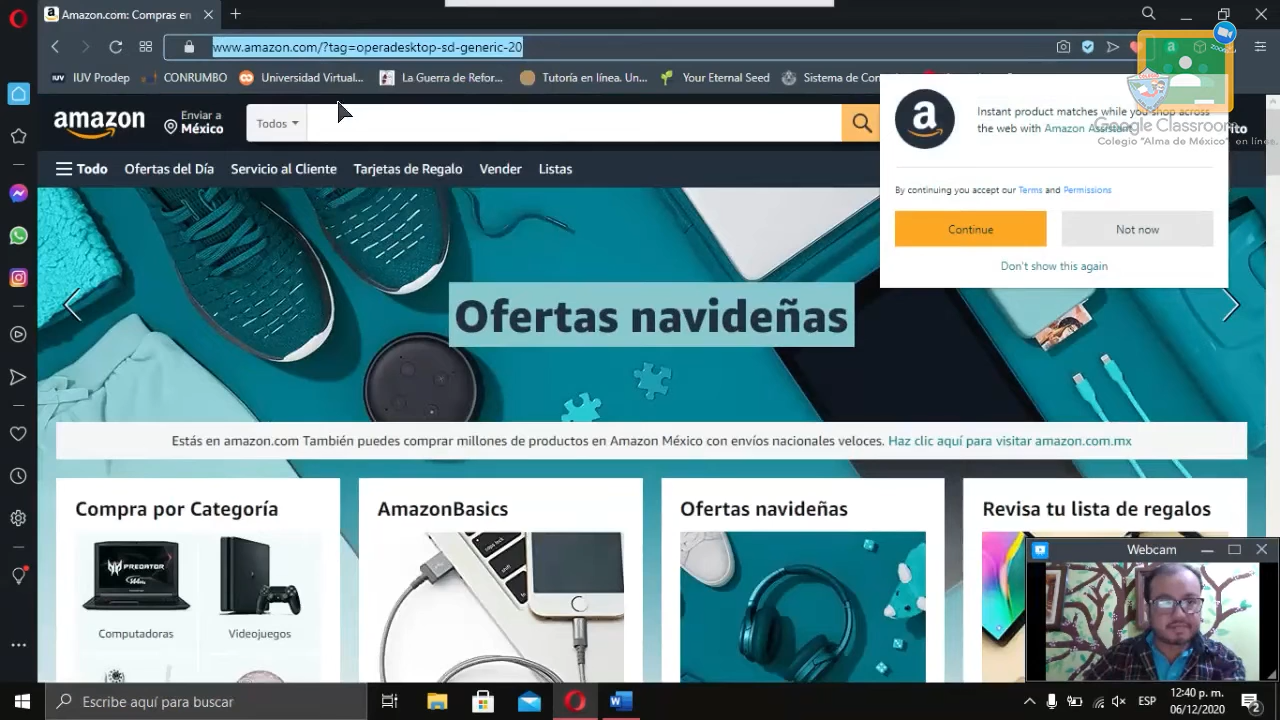 Amazon.com: Compras en
www.amazon.com/?tag=operadesktop-sd-generic-20
IUV IUV Prodep
CONRUMBO
Universidad Virtual...
La Guerra de Refor...
Tutoría en línea. Un...
Your Eternal Seed
Sistema de Con
zoom
amazon
Enviar a
México
Todos
Instant product matches while you shop across
the web with Amazon Assistant
Google Classroom
Colegio "Alma de México" en línea.
By continuing you accept our Terms and Permissions
Continue
Not now
Don't show this again
Todo
Ofertas del Día
Servicio al Cliente
Tarjetas de Regalo
Vender
Listas
Ofertas navideñas
Estás en amazon.com También puedes comprar millones de productos en Amazon México con envíos nacionales veloces. Haz clic aquí para visitar amazon.com.mx
Compra por Categoría
AmazonBasics
Ofertas navideñas
Revisa tu lista de regalos
PREDATOR
Computadoras
Videojuegos
Webcam
Escribe aquí para buscar
ESP
12:40 p. m.
06/12/2020
2